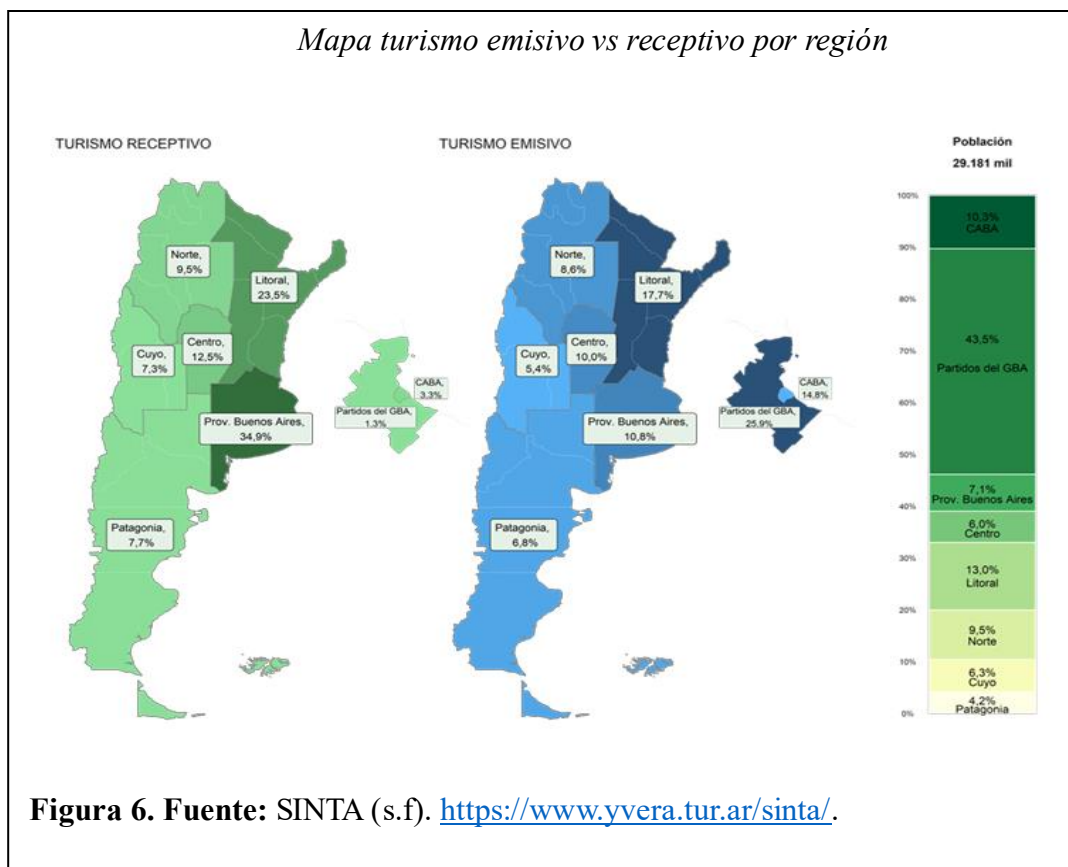 Mapa turismo emisivo vs receptivo por región
TURISMO RECEPTIVO
Norte,
9,5%
Litoral,
23,5%
Centro,
12,5%
Cuyo,
7,3%
CABA,
3,3%
Partidos del GBA,
1,3%
Prov. Buenos Aires,
34,9%
Patagonia,
7,7%
TURISMO EMISIVO
Norte,
8,6%
Litoral,
17,7%
Centro,
10,0%
Cuyo,
5,4%
CABA,
14,8%
Partidos del GBA,
25,9%
Prov. Buenos Aires,
10,8%
Patagonia,
6,8%
Población
29.181 mil
100%
90%
80%
70%
60%
50%
40%
30%
20%
10%
0%
10,3%
CABA
43,5%
Partidos del GBA
7,1%
Prov. Buenos Aires
6,0%
Centro
13,0%
Litoral
9,5%
Norte
6,3%
Cuyo
4,2%
Patagonia
Figura 6. Fuente: SINTA (s.f). https://www.yvera.tur.ar/sinta/.